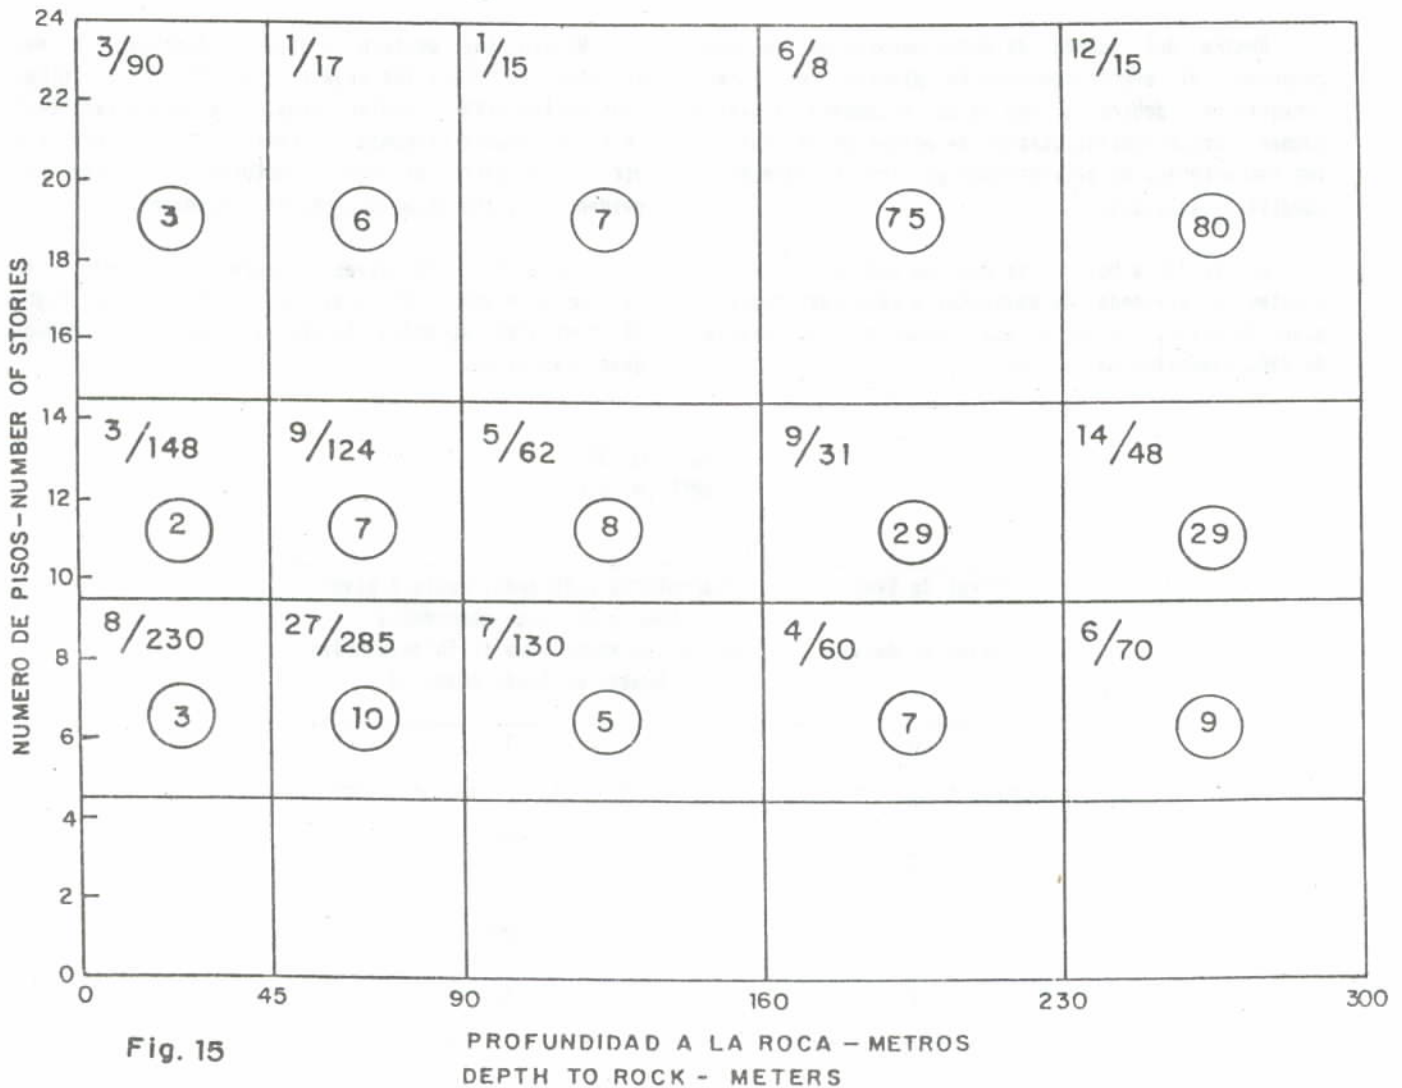 24
3/90 1/17 1/15 6/8 12/15
22
20
3 6 7 75 80
18
16
14
3/148 9/124 5/62 9/31 14/48
12
2 7 8 29 29
10
8/230 27/285 7/130 4/60 6/70
8
3 10 5 7 9
6
4
2
0
0 45 90 160 230 300
NUMERO DE PISOS-NUMBER OF STORIES
Fig. 15
PROFUNDIDAD A LA ROCA - METROS
DEPTH TO ROCK - METERS